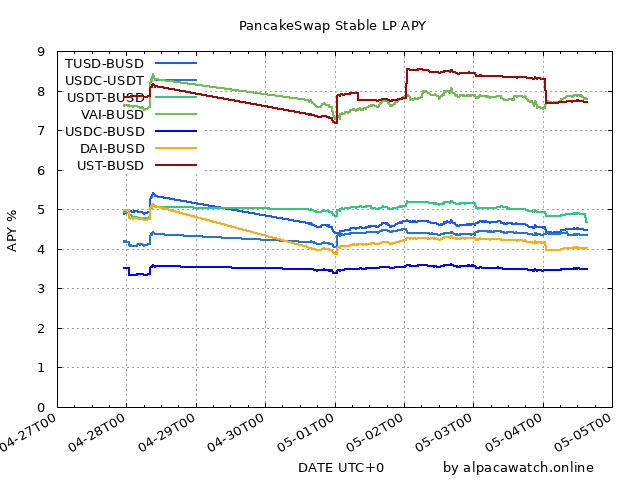 PancakeSwap Stable LP APY
9
8
7
6
5
4
3
2
1
0
APY %
TUSD-BUSD
USDC-USDT
USDT-BUSD
VAI-BUSD
USDC-BUSD
DAI-BUSD
UST-BUSD
04-27T00
04-28T00
04-29T00
04-30T00
05-01T00
05-02T00
05-03T00
05-04T00
05-05T00
DATE UTC+0
by alpacawatch.online